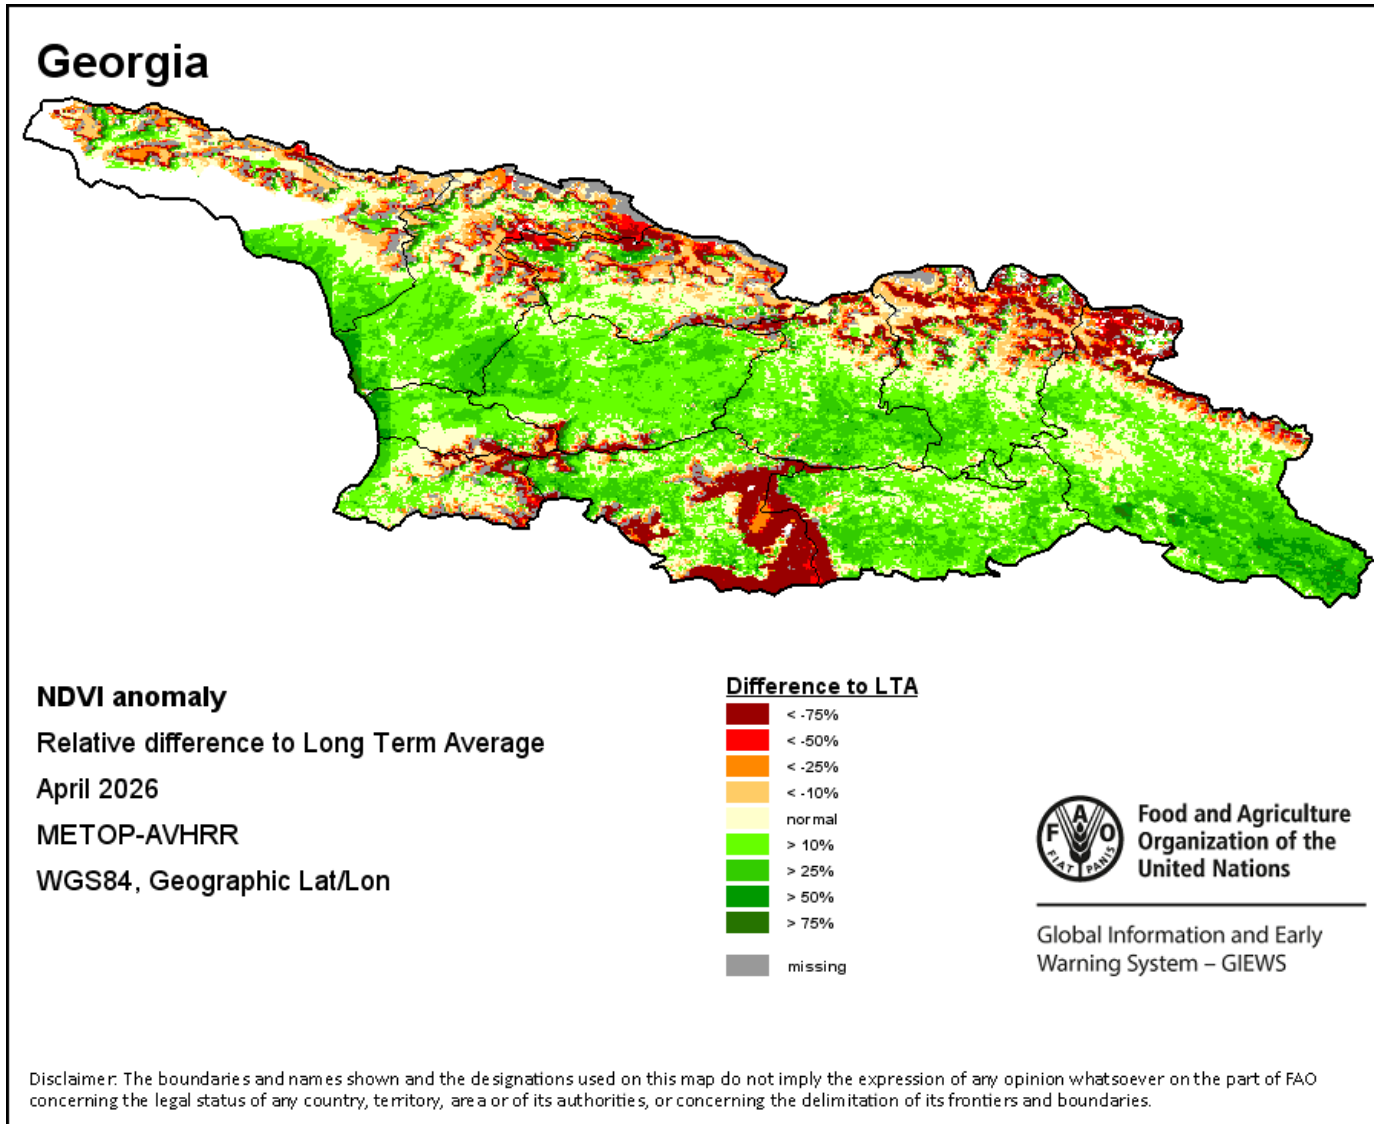 Georgia
NDVI anomaly
Relative difference to Long Term Average
April 2026
METOP-AVHRR
WGS84, Geographic Lat/Lon
Difference to LTA
< -75%
< -50%
< -25%
< -10%
normal
> 10%
> 25%
> 50%
> 75%
missing
F A O
FIAT PANIS
Food and Agriculture
Organization of the
United Nations
Global Information and Early
Warning System – GIEWS
Disclaimer: The boundaries and names shown and the designations used on this map do not imply the expression of any opinion whatsoever on the part of FAO
concerning the legal status of any country, territory, area or of its authorities, or concerning the delimitation of its frontiers and boundaries.